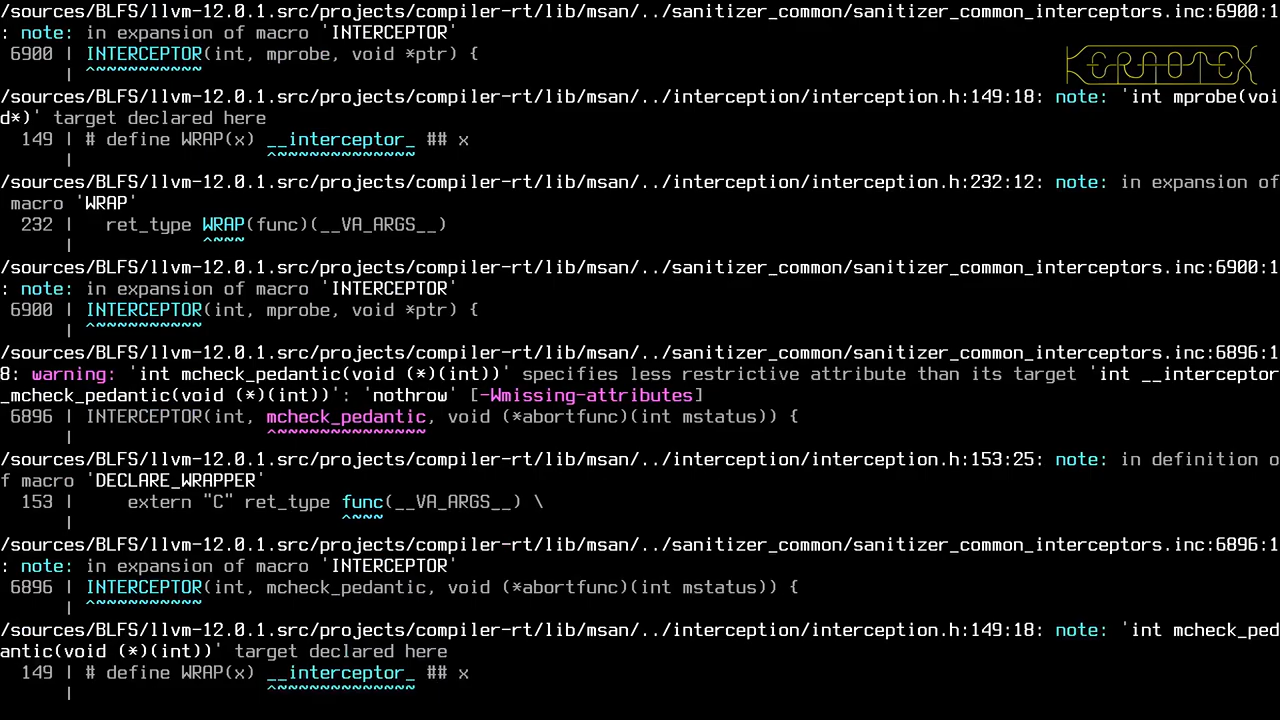 /sources/BLFS/llvm-12.0.1.src/projects/compiler-rt/lib/msan/../sanitizer_common/sanitizer_common_interceptors.inc:6900:1
: note: in expansion of macro 'INTERCEPTOR'
 6900 | INTERCEPTOR(int, mprobe, void *ptr) {
      | ^~~~~~~~~~~
KERNOTEX
/sources/BLFS/llvm-12.0.1.src/projects/compiler-rt/lib/msan/../interception/interception.h:149:18: note: 'int mprobe(voi
d*)' target declared here
  149 | # define WRAP(x) __interceptor_ ## x
      |                  ^~~~~~~~~~~~~~
/sources/BLFS/llvm-12.0.1.src/projects/compiler-rt/lib/msan/../interception/interception.h:232:12: note: in expansion of
 macro 'WRAP'
  232 |   ret_type WRAP(func)(__VA_ARGS__)
      |            ^~~~
/sources/BLFS/llvm-12.0.1.src/projects/compiler-rt/lib/msan/../sanitizer_common/sanitizer_common_interceptors.inc:6900:1
: note: in expansion of macro 'INTERCEPTOR'
 6900 | INTERCEPTOR(int, mprobe, void *ptr) {
      | ^~~~~~~~~~~
/sources/BLFS/llvm-12.0.1.src/projects/compiler-rt/lib/msan/../sanitizer_common/sanitizer_common_interceptors.inc:6896:1
8: warning: 'int mcheck_pedantic(void (*)(int))' specifies less restrictive attribute than its target 'int __interceptor
_mcheck_pedantic(void (*)(int))': 'nothrow' [-Wmissing-attributes]
 6896 | INTERCEPTOR(int, mcheck_pedantic, void (*abortfunc)(int mstatus)) {
      |                  ^~~~~~~~~~~~~~~
/sources/BLFS/llvm-12.0.1.src/projects/compiler-rt/lib/msan/../interception/interception.h:153:25: note: in definition o
f macro 'DECLARE_WRAPPER'
  153 |     extern "C" ret_type func(__VA_ARGS__) \
      |                         ^~~~
/sources/BLFS/llvm-12.0.1.src/projects/compiler-rt/lib/msan/../sanitizer_common/sanitizer_common_interceptors.inc:6896:1
: note: in expansion of macro 'INTERCEPTOR'
 6896 | INTERCEPTOR(int, mcheck_pedantic, void (*abortfunc)(int mstatus)) {
      | ^~~~~~~~~~~
/sources/BLFS/llvm-12.0.1.src/projects/compiler-rt/lib/msan/../interception/interception.h:149:18: note: 'int mcheck_ped
antic(void (*)(int))' target declared here
  149 | # define WRAP(x) __interceptor_ ## x
      |                  ^~~~~~~~~~~~~~